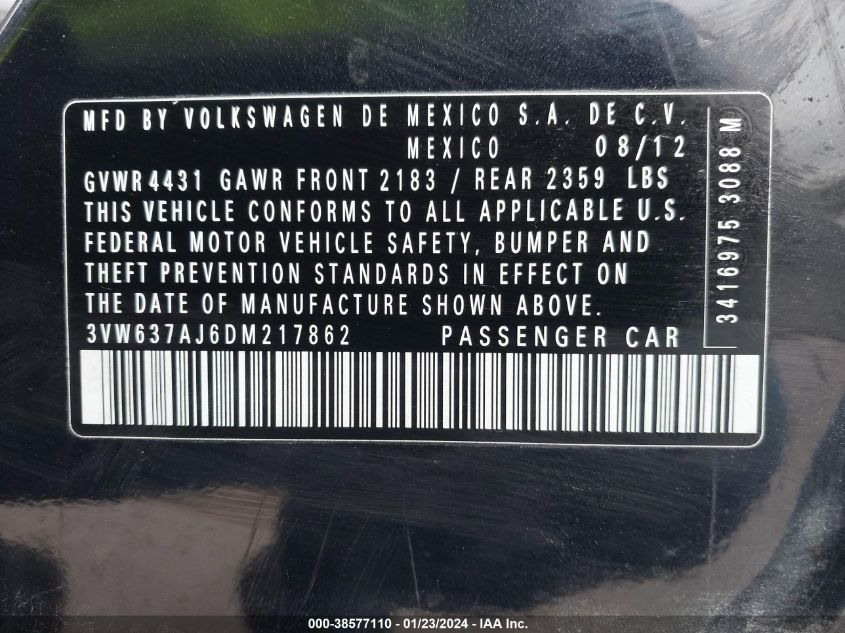 MFD BY VOLKSWAGEN DE MEXICO S.A. DE C.V.
MEXICO 08/12
GVWR 4431 GAWR FRONT 2183 / REAR 2359 LBS
THIS VEHICLE CONFORMS TO ALL APPLICABLE U.S.
FEDERAL MOTOR VEHICLE SAFETY, BUMPER AND
THEFT PREVENTION STANDARDS IN EFFECT ON
THE DATE OF MANUFACTURE SHOWN ABOVE.
3VW637AJ6DM217862 PASSENGER CAR
3416975 3088 M
000-38577110 - 01/23/2024 - IAA Inc.